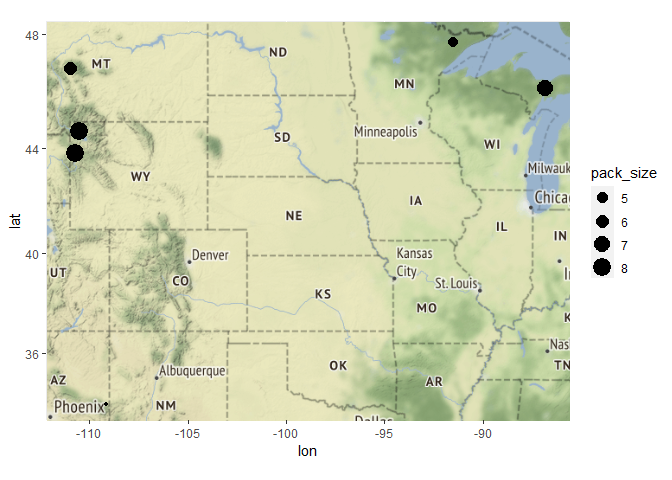 48
44
40
36
lat
MT
ND
MN
Minneapolis
SD
WI
Milwauk
WY
IA
Chicag
NE
IL
IN
Denver
Kansas
City
UT
CO
St. Louis
KS
MO
OK
Nas
TN
AZ
Albuquerque
AR
Phoenix
NM
-110
-105
-100
-95
-90
lon
pack_size
5
6
7
8